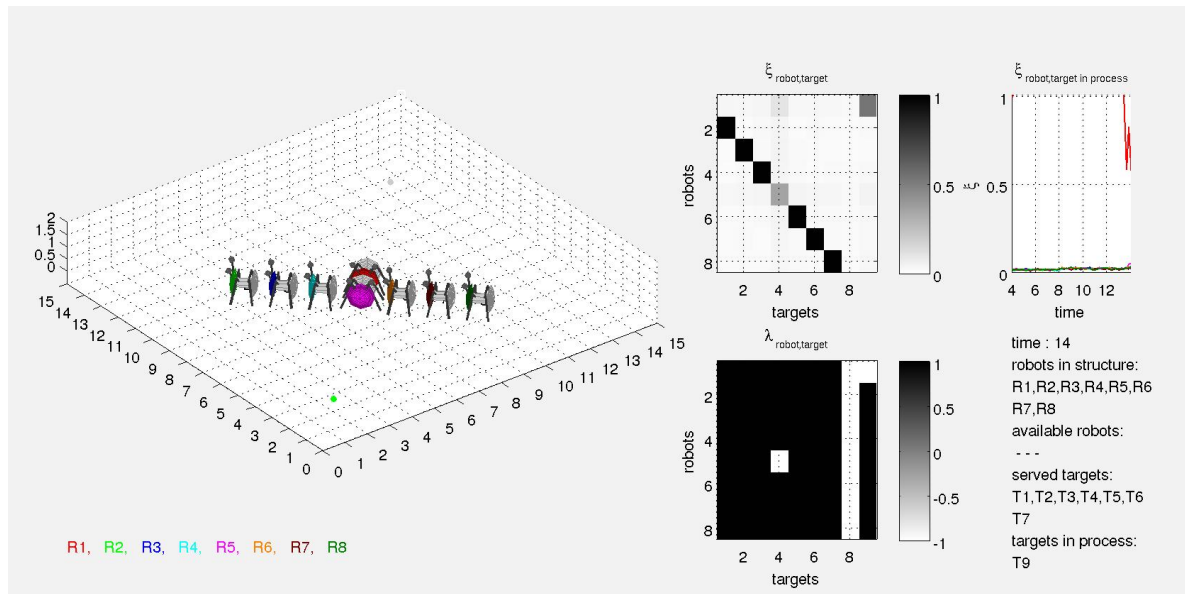 2
1.5
1
0.5
0
15
14
13
12
11
10
9
8
7
6
5
4
3
2
1
0
0
1
2
3
4
5
6
7
8
9
10
11
12
13
14
15
R1, R2, R3, R4, R5, R6, R7, R8
ξ robot,target
robots
2
4
6
8
2 4 6 8
targets
1
0.5
0
ξ robot,target in process
ξ
1
0.5
0
4 6 8 10 12
time
λ robot,target
robots
2
4
6
8
2 4 6 8
targets
1
0.5
0
-0.5
-1
time : 14
robots in structure:
R1,R2,R3,R4,R5,R6
R7,R8
available robots:
---
served targets:
T1,T2,T3,T4,T5,T6
T7
targets in process:
T9